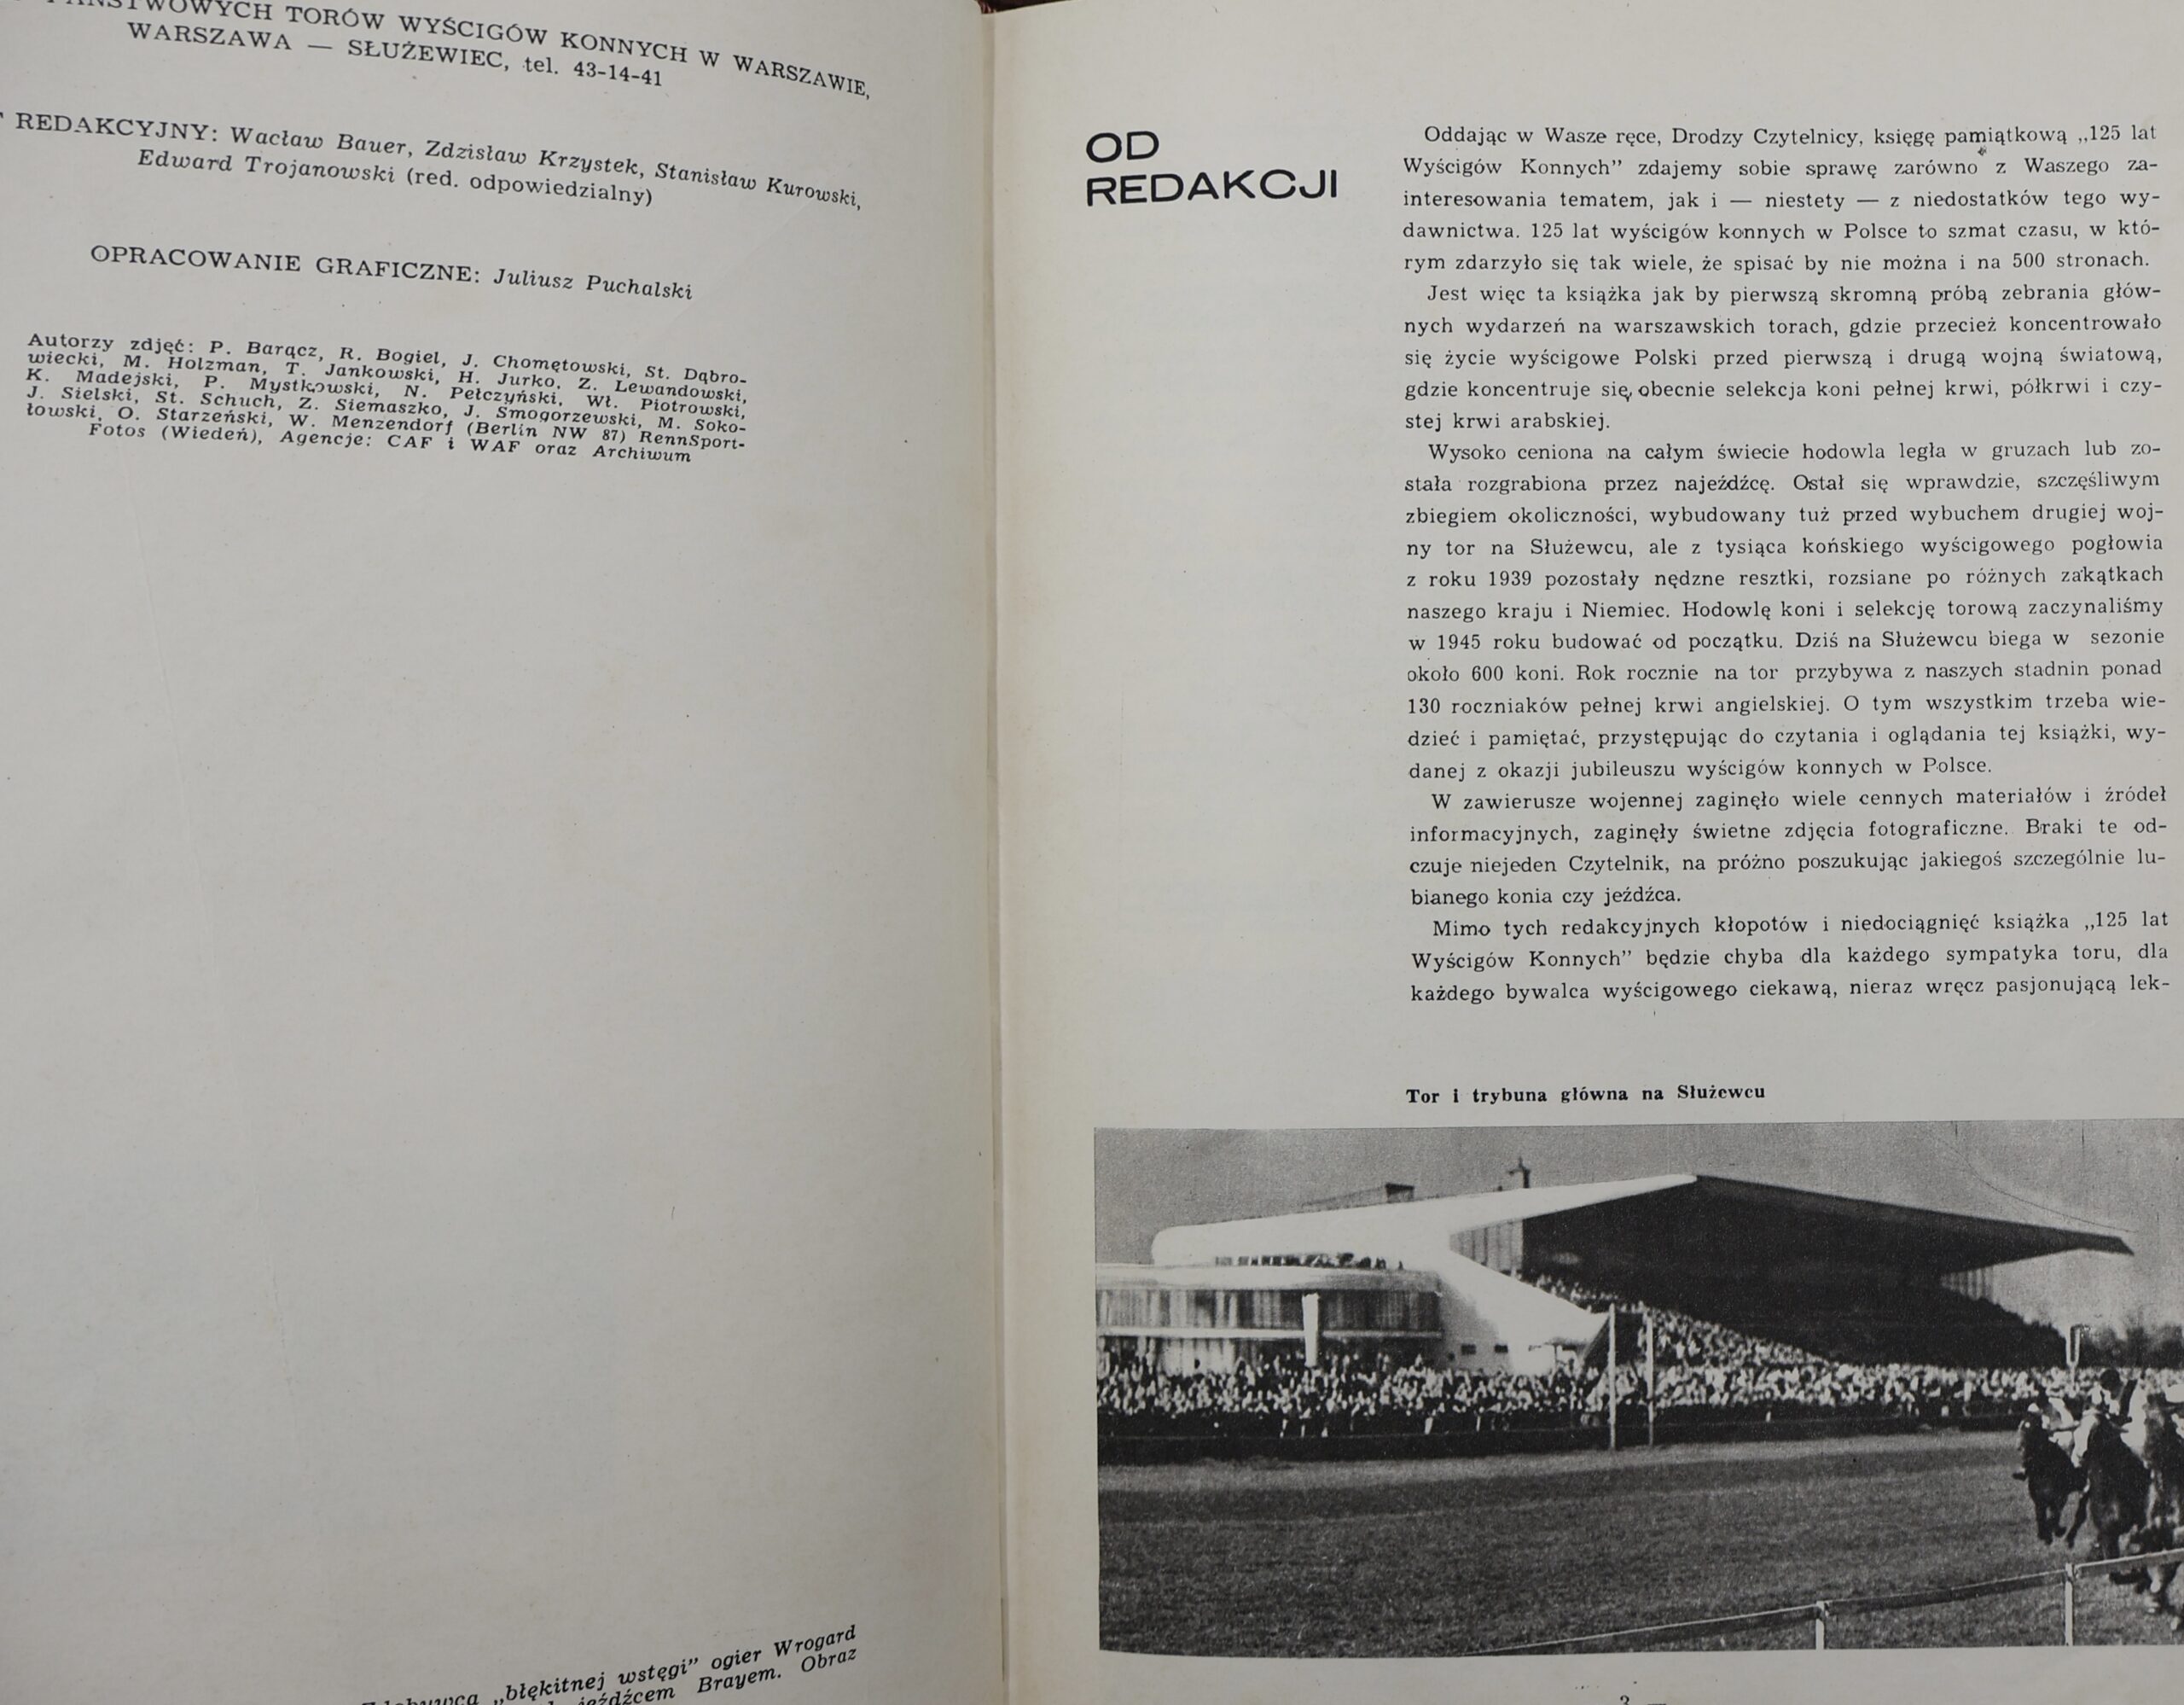 PAŃSTWOWYCH TORÓW WYŚCIGÓW KONNYCH W WARSZAWIE,
WARSZAWA — SŁUŻEWIEC, tel. 43-14-41
REDAKCYJNY: Wacław Bauer, Zdzisław Krzystek, Stanisław Kurowski,
Edward Trojanowski (red. odpowiedzialny)
OPRACOWANIE GRAFICZNE: Juliusz Puchalski
Autorzy zdjęć: P. Barącz, R. Bogiel, J. Chomętowski, St. Dąbro-
wiecki, M. Holzman, T. Jankowski, H. Jurko, Z. Lewandowski,
K. Madejski, P. Mystkowski, N. Pełczyński, Wł. Piotrowski,
J. Sielski, St. Schuch, Z. Siemaszko, J. Smogorzewski, M. Soko-
łowski, O. Starzeński, W. Menzendorf (Berlin NW 87) RennSport-
Fotos (Wiedeń), Agencje: CAF i WAF oraz Archiwum
„błękitnej wstęgi” ogier Wrogard
jeźdźcem Brayem. Obraz
OD
REDAKCJI
Oddając w Wasze ręce, Drodzy Czytelnicy, księgę pamiątkową „125 lat
Wyścigów Konnych” zdajemy sobie sprawę zarówno z Waszego za-
interesowania tematem, jak i — niestety — z niedostatków tego wy-
dawnictwa. 125 lat wyścigów konnych w Polsce to szmat czasu, w któ-
rym zdarzyło się tak wiele, że spisać by nie można i na 500 stronach.
Jest więc ta książka jak by pierwszą skromną próbą zebrania głów-
nych wydarzeń na warszawskich torach, gdzie przecież koncentrowało
się życie wyścigowe Polski przed pierwszą i drugą wojną światową,
gdzie koncentruje się, obecnie selekcja koni pełnej krwi, półkrwi i czy-
stej krwi arabskiej.
Wysoko ceniona na całym świecie hodowla legła w gruzach lub zo-
stała rozgrabiona przez najeźdźcę. Ostał się wprawdzie, szczęśliwym
zbiegiem okoliczności, wybudowany tuż przed wybuchem drugiej woj-
ny tor na Służewcu, ale z tysiąca końskiego wyścigowego pogłowia
z roku 1939 pozostały nędzne resztki, rozsiane po różnych zakątkach
naszego kraju i Niemiec. Hodowlę koni i selekcję torową zaczynaliśmy
w 1945 roku budować od początku. Dziś na Służewcu biega w sezonie
około 600 koni. Rok rocznie na tor przybywa z naszych stadnin ponad
130 roczniaków pełnej krwi angielskiej. O tym wszystkim trzeba wie-
dzieć i pamiętać, przystępując do czytania i oglądania tej książki, wy-
danej z okazji jubileuszu wyścigów konnych w Polsce.
W zawierusze wojennej zaginęło wiele cennych materiałów i źródeł
informacyjnych, zaginęły świetne zdjęcia fotograficzne. Braki te od-
czuje niejeden Czytelnik, na próżno poszukując jakiegoś szczególnie lu-
bianego konia czy jeźdźca.
Mimo tych redakcyjnych kłopotów i niedociągnięć książka „125 lat
Wyścigów Konnych” będzie chyba dla każdego sympatyka toru, dla
każdego bywalca wyścigowego ciekawą, nieraz wręcz pasjonującą lek-
Tor i trybuna główna na Służewcu